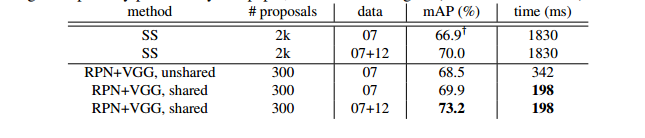 method # proposals data mAP (%) time (ms)
SS 2k 07 66.9† 1830
SS 2k 07+12 70.0 1830
RPN+VGG, unshared 300 07 68.5 342
RPN+VGG, shared 300 07 69.9 198
RPN+VGG, shared 300 07+12 73.2 198